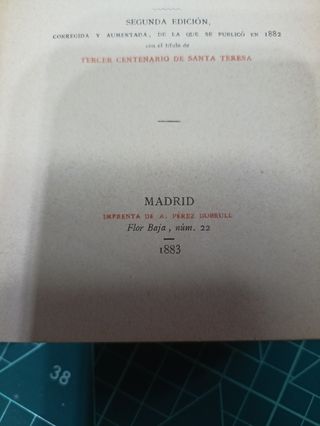 SEGUNDA EDICIÓN,
CORREGIDA Y AUMENTADA, DE LA QUE SE PUBLICÓ EN 1882
con el título de
TERCER CENTENARIO DE SANTA TERESA
MADRID
IMPRENTA DE A. PÉREZ DUBRULL
Flor Baja, núm. 22
1883
38